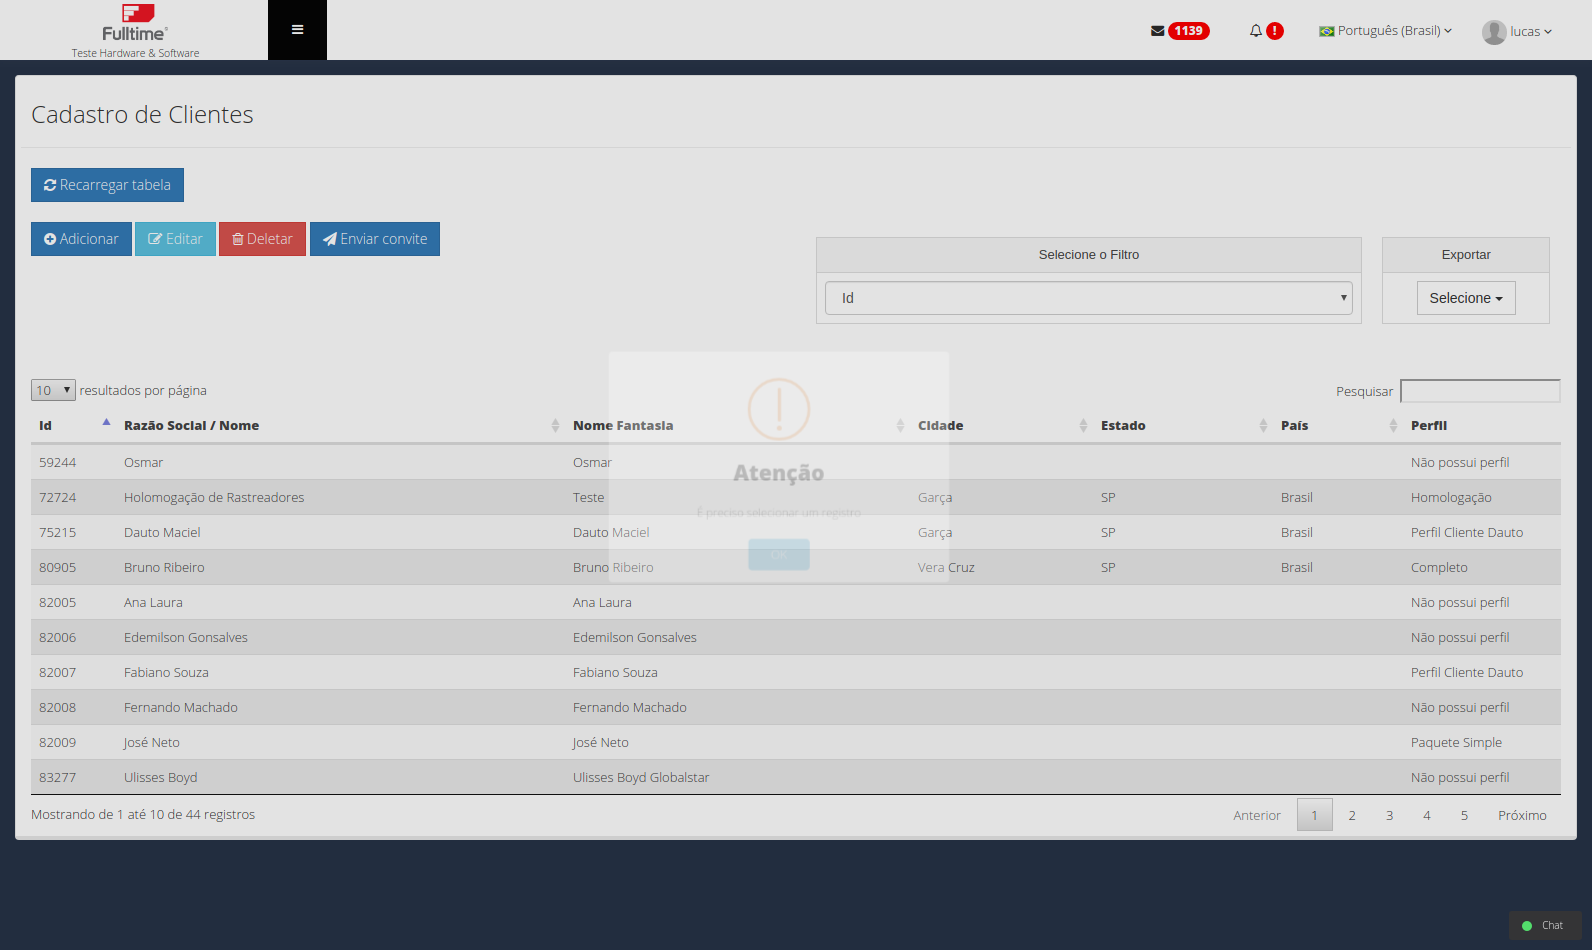 Fulltime
Teste Hardware & Software
1139
!
Português (Brasil)
lucas
Cadastro de Clientes
Recarregar tabela
Adicionar Editar Deletar Enviar convite
Selecione o Filtro
Id
Exportar
Selecione
10 resultados por página
Pesquisar
Id Razão Social / Nome Nome Fantasia Cidade Estado País Perfil
59244 Osmar Osmar Não possui perfil
72724 Holomogação de Rastreadores Teste Garça SP Brasil Homologação
75215 Dauto Maciel Dauto Maciel Garça SP Brasil Perfil Cliente Dauto
80905 Bruno Ribeiro Bruno Ribeiro Vera Cruz SP Brasil Completo
82005 Ana Laura Ana Laura Não possui perfil
82006 Edemilson Gonsalves Edemilson Gonsalves Não possui perfil
82007 Fabiano Souza Fabiano Souza Perfil Cliente Dauto
82008 Fernando Machado Fernando Machado Não possui perfil
82009 José Neto José Neto Paquete Simple
83277 Ulisses Boyd Ulisses Boyd Globalstar Não possui perfil
Atenção
É preciso selecionar um registro
OK
Mostrando de 1 até 10 de 44 registros
Anterior 1 2 3 4 5 Próximo
Chat